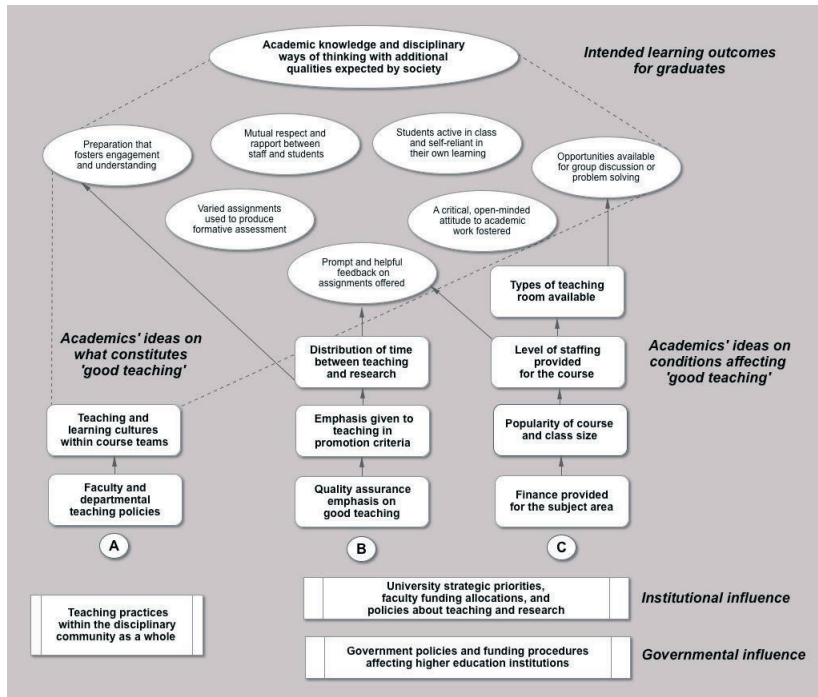 Academic knowledge and disciplinary
ways of thinking with additional
qualities expected by society
Intended learning outcomes
for graduates
Preparation that
fosters engagement
and understanding
Mutual respect and
rapport between
staff and students
Students active in class
and self-reliant in
their own learning
Opportunities available
for group discussion or
problem solving
Varied assignments
used to produce
formative assessment
A critical, open-minded
attitude to academic
work fostered
Prompt and helpful
feedback on
assignments offered
Types of teaching
room available
Academics' ideas on
what constitutes
'good teaching'
Distribution of time
between teaching
and research
Level of staffing
provided
for the course
Academics' ideas on
conditions affecting
'good teaching'
Teaching and
learning cultures
within course teams
Emphasis given to
teaching in
promotion criteria
Popularity of course
and class size
Faculty and
departmental
teaching policies
Quality assurance
emphasis on
good teaching
Finance provided
for the subject area
A
B
C
Teaching practices
within the disciplinary
community as a whole
University strategic priorities,
faculty funding allocations, and
policies about teaching and research
Institutional influence
Government policies and funding procedures
affecting higher education institutions
Governmental influence